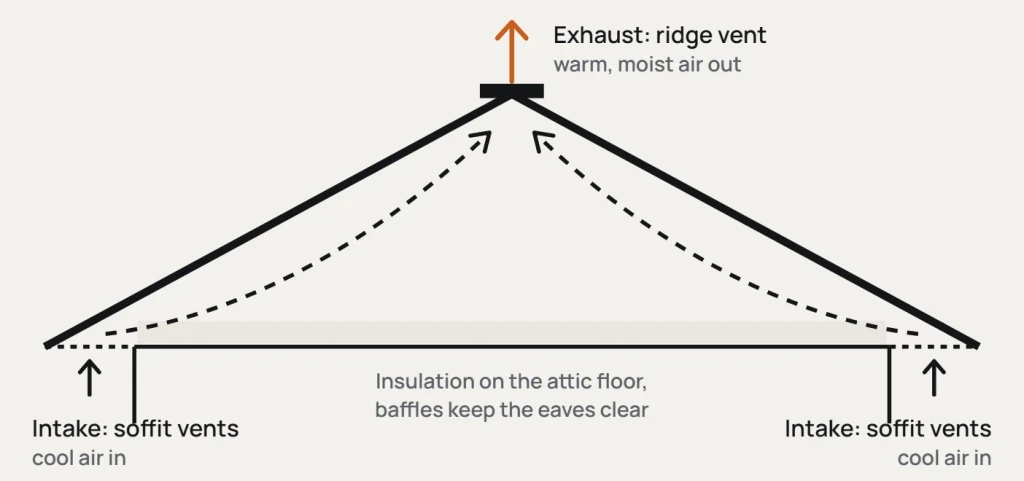 Exhaust: ridge vent
warm, moist air out
Insulation on the attic floor,
baffles keep the eaves clear
Intake: soffit vents
cool air in
Intake: soffit vents
cool air in